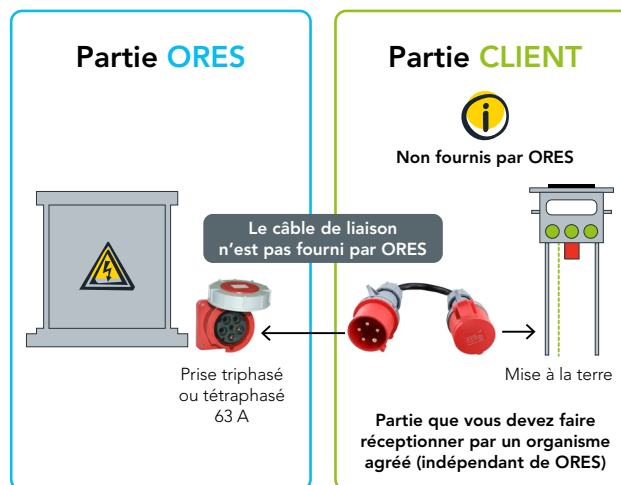 Partie ORES
Partie CLIENT
Non fournis par ORES
Le câble de liaison
n'est pas fourni par ORES
Prise triphasé
ou tétraphasé
63 A
Mise à la terre
Partie que vous devez faire
réceptionner par un organisme
agréé (indépendant de ORES)